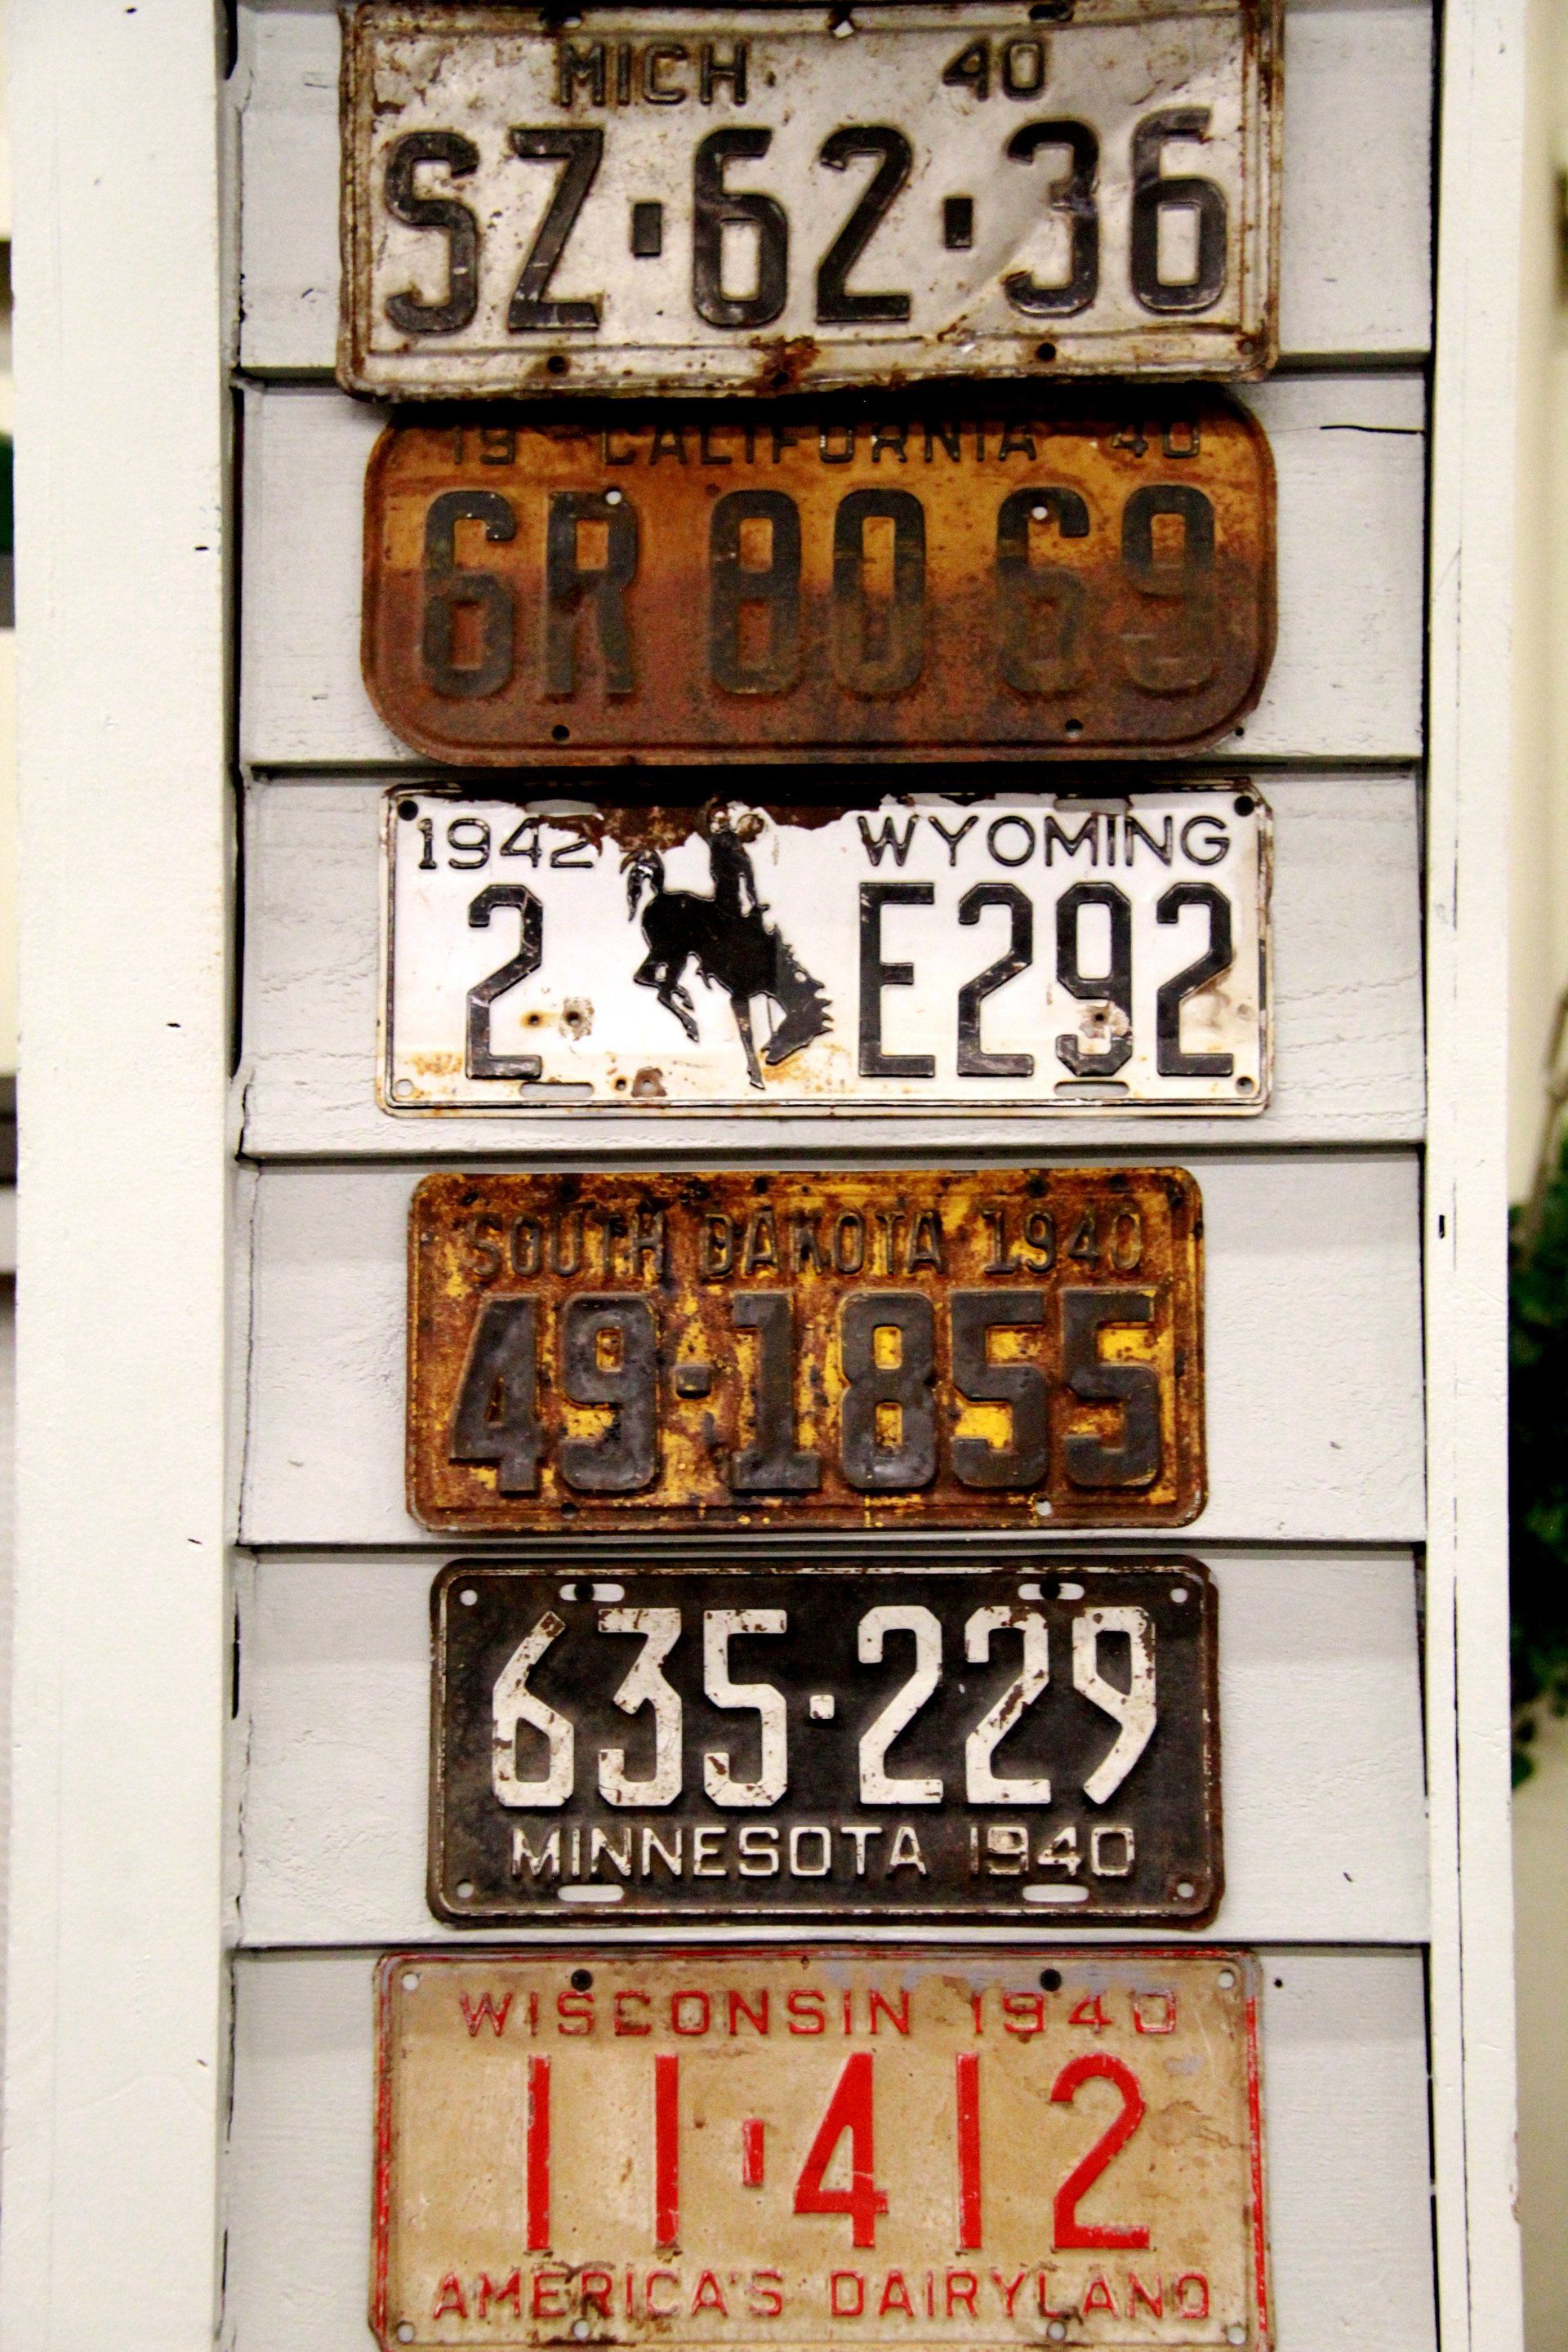 MICH 40
SZ·62·36
19 CALIFORNIA 40
6R 80 69
1942 WYOMING
2 E292
SOUTH DAKOTA 1940
49-1855
635·229
MINNESOTA 1940
WISCONSIN 1940
11-412
AMERICA'S DAIRYLAND